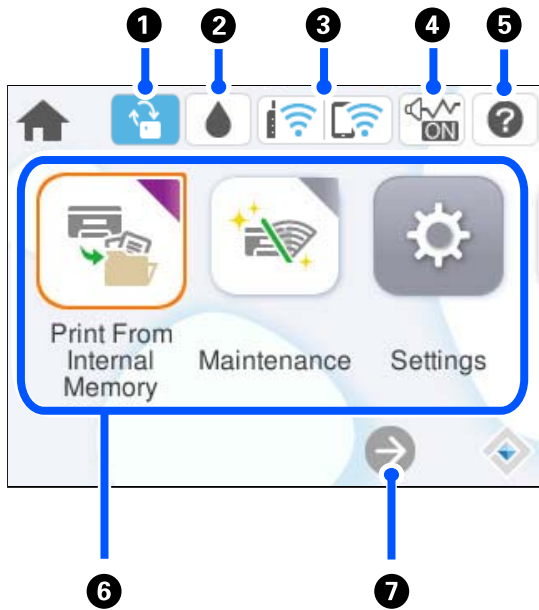 1 2 3 4 5
ON ?
Print From
Internal
Memory
Maintenance
Settings
6 7